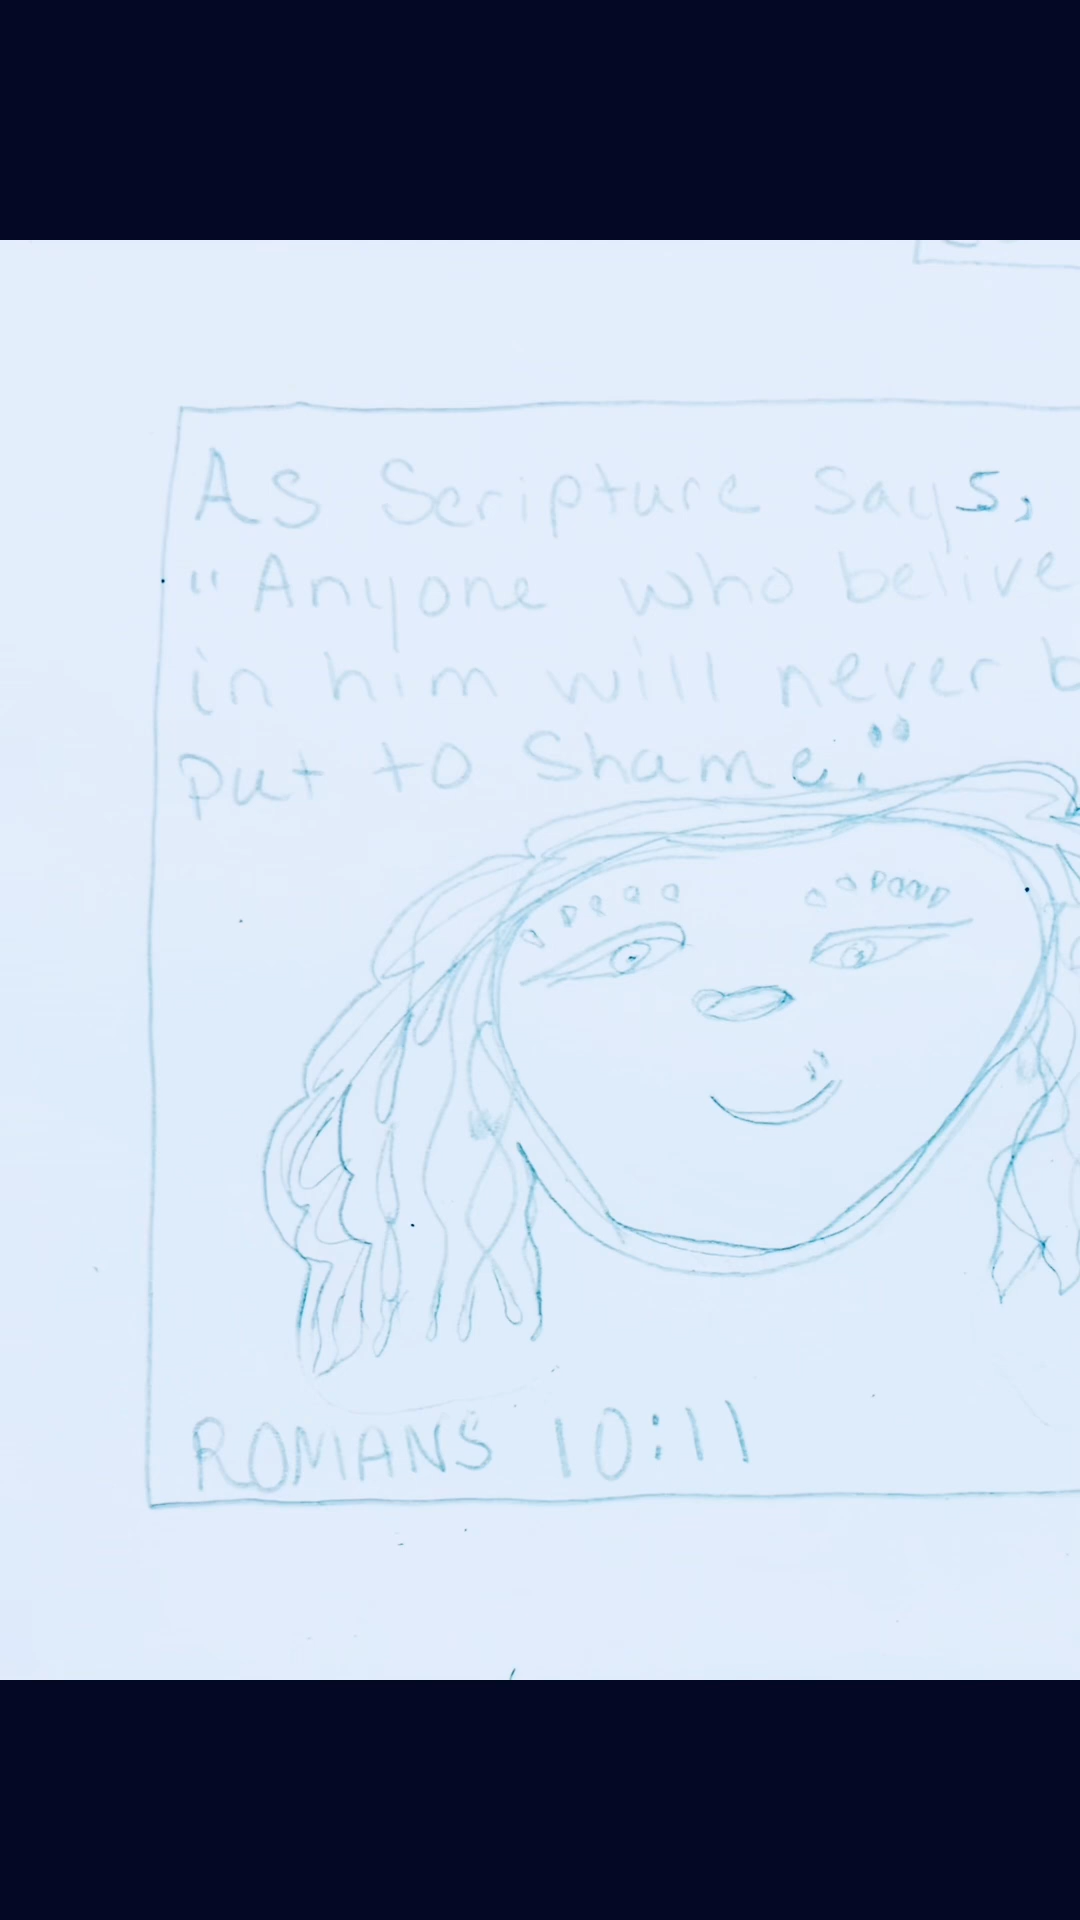 As Scripture says,
"Anyone who belive
in him will never b
put to Shame."
ROMANS 10:11